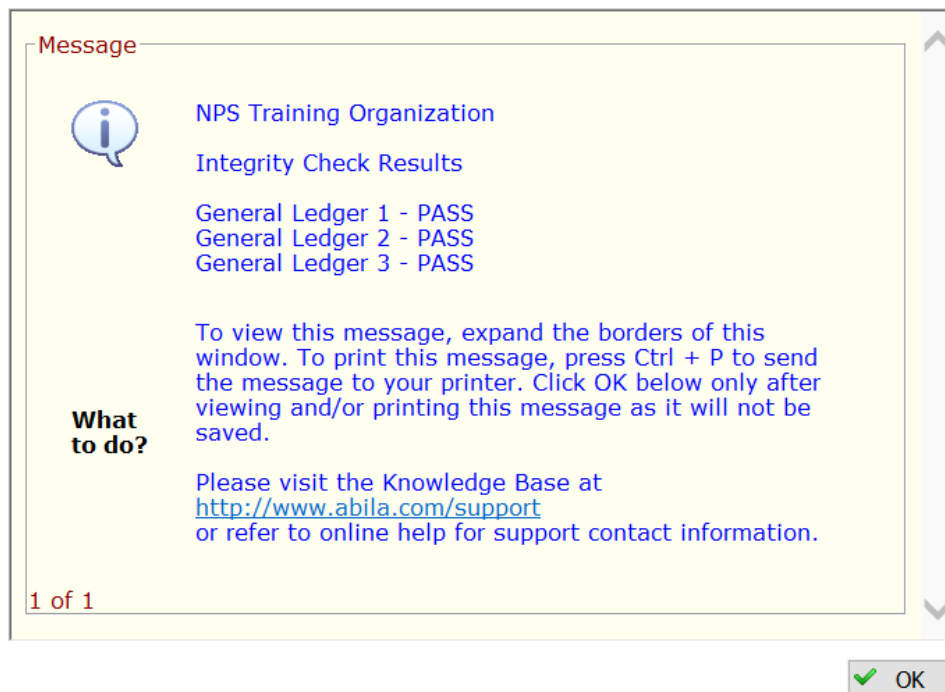 Message
NPS Training Organization
Integrity Check Results
General Ledger 1 - PASS
General Ledger 2 - PASS
General Ledger 3 - PASS
What
to do?
To view this message, expand the borders of this
window. To print this message, press Ctrl + P to send
the message to your printer. Click OK below only after
viewing and/or printing this message as it will not be
saved.
Please visit the Knowledge Base at
http://www.abila.com/support
or refer to online help for support contact information.
1 of 1
OK